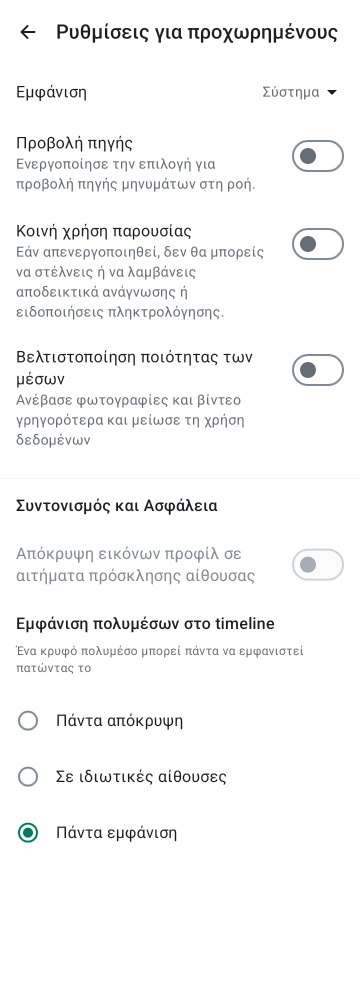 Ρυθμίσεις για προχωρημένους
Εμφάνιση
Σύστημα
Προβολή πηγής
Ενεργοποίησε την επιλογή για
προβολή πηγής μηνυμάτων στη ροή.
Κοινή χρήση παρουσίας
Εάν απενεργοποιηθεί, δεν θα μπορείς
να στέλνεις ή να λαμβάνεις
αποδεικτικά ανάγνωσης ή
ειδοποιήσεις πληκτρολόγησης.
Βελτιστοποίηση ποιότητας των
μέσων
Ανέβασε φωτογραφίες και βίντεο
γρηγορότερα και μείωσε τη χρήση
δεδομένων
Συντονισμός και Ασφάλεια
Απόκρυψη εικόνων προφίλ σε
αιτήματα πρόσκλησης αίθουσας
Εμφάνιση πολυμέσων στο timeline
Ένα κρυφό πολυμέσο μπορεί πάντα να εμφανιστεί
πατώντας το
Πάντα απόκρυψη
Σε ιδιωτικές αίθουσες
Πάντα εμφάνιση